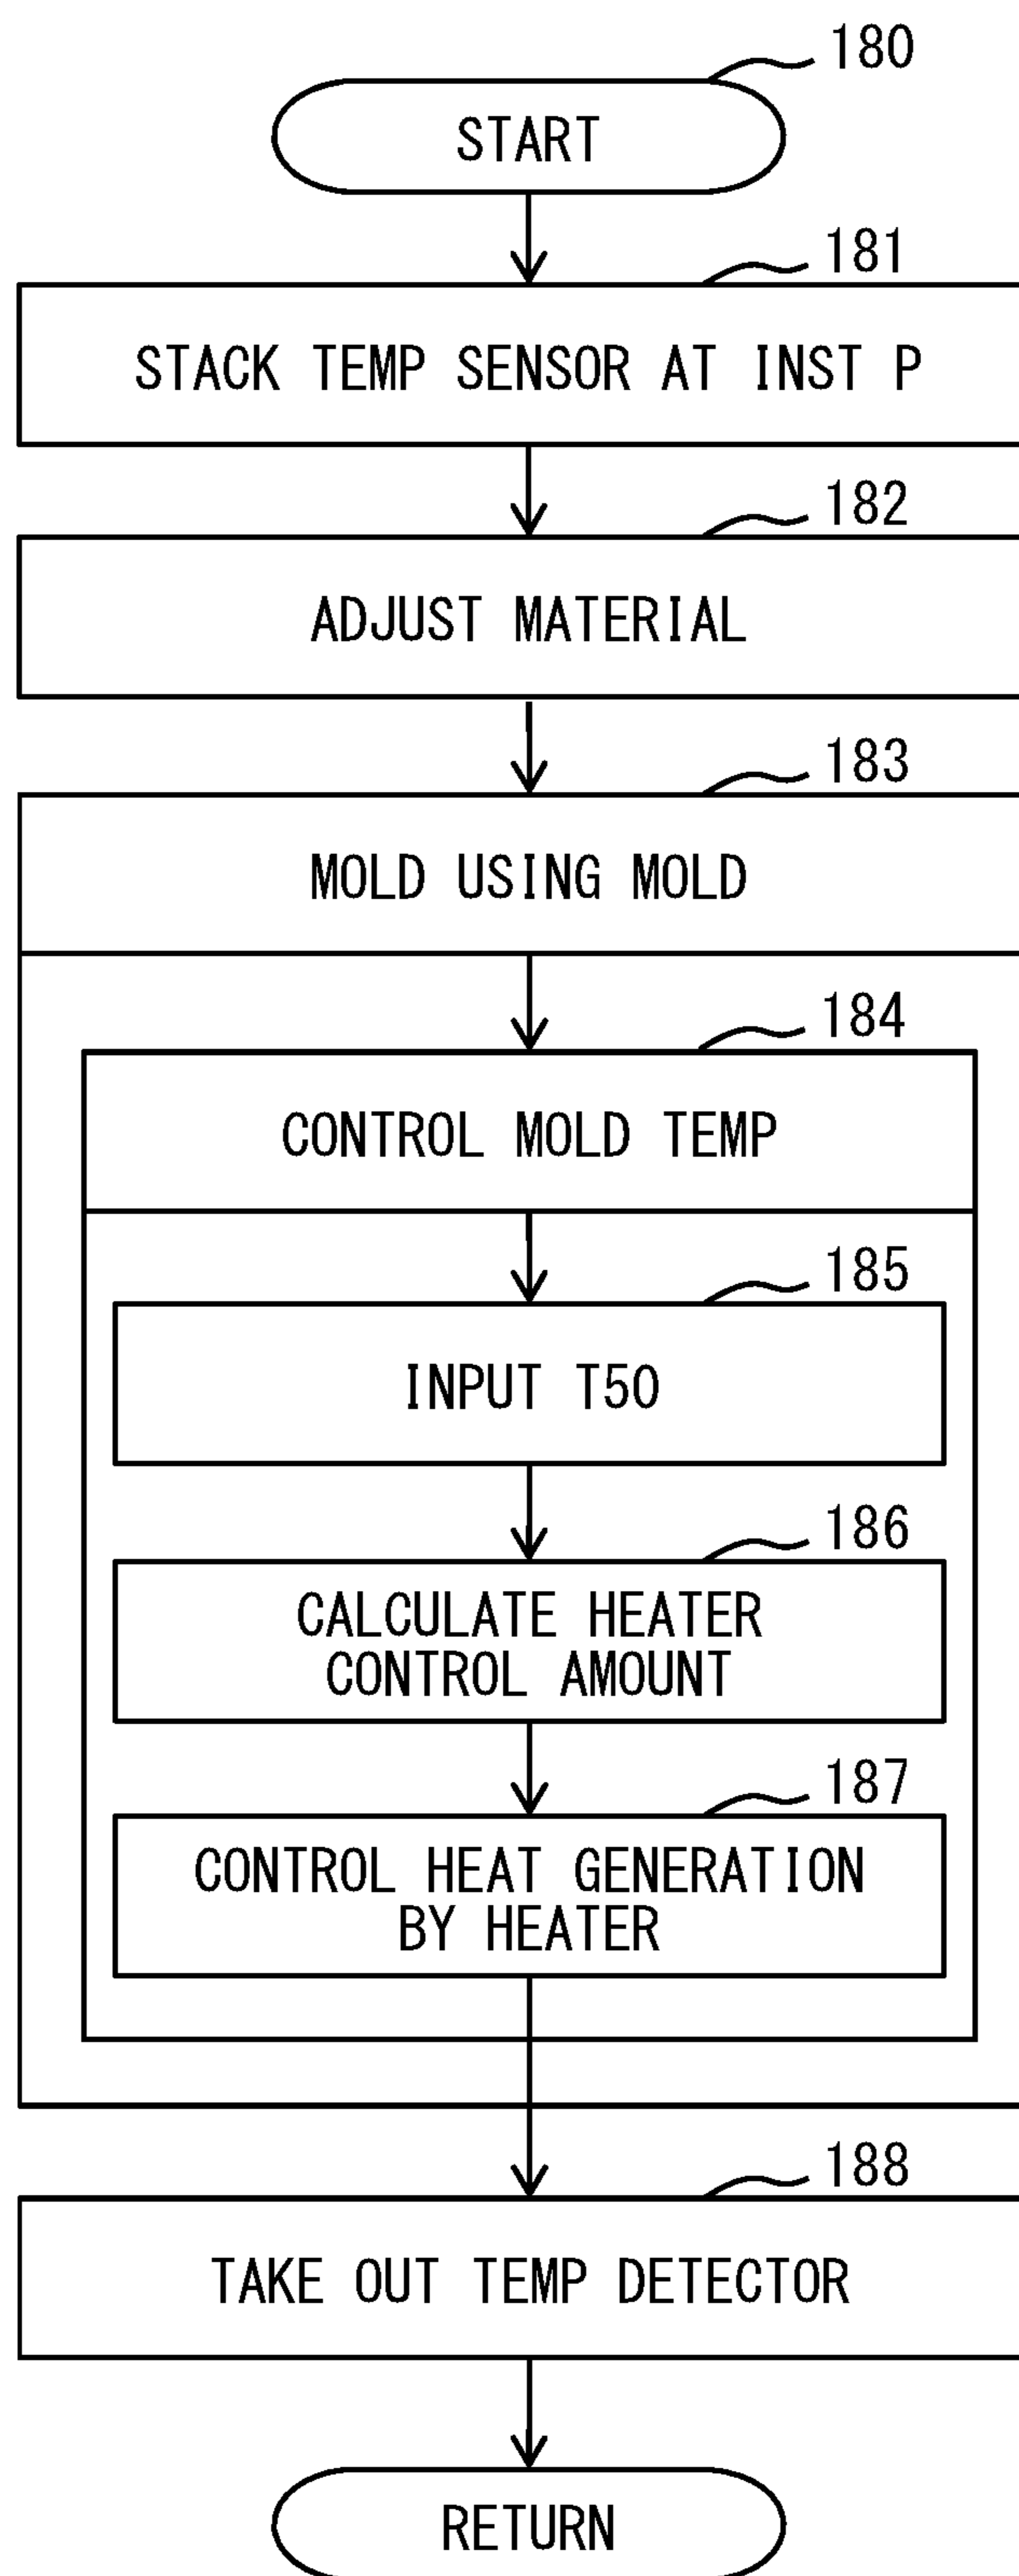 180
START
181
STACK TEMP SENSOR AT INST P
182
ADJUST MATERIAL
183
MOLD USING MOLD
184
CONTROL MOLD TEMP
185
INPUT T50
186
CALCULATE HEATER
CONTROL AMOUNT
187
CONTROL HEAT GENERATION
BY HEATER
188
TAKE OUT TEMP DETECTOR
RETURN